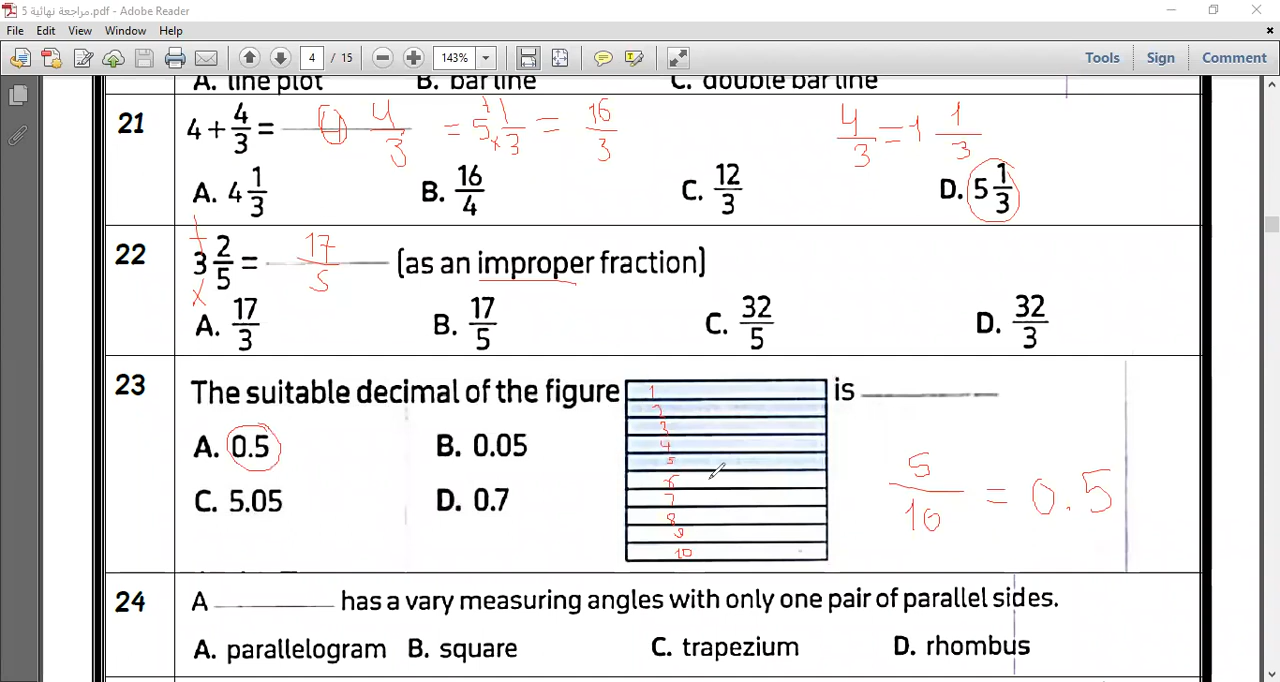 مراجعة نهائية 5.pdf - Adobe Reader
File Edit View Window Help
4 / 15 143% Tools Sign Comment
A. line plot B. bar line C. double bar line
21 4 + 4/3 = 4 4/3 = 5 1/3 = 16/3 4/3 = 1 1/3
A. 4 1/3 B. 16/4 C. 12/3 D. 5 1/3
22 3 2/5 = 17/5 (as an improper fraction)
A. 17/3 B. 17/5 C. 32/5 D. 32/3
23 The suitable decimal of the figure is
1
2
3
4
5
6
7
8
9
10
A. 0.5 B. 0.05
C. 5.05 D. 0.7
5/10 = 0.5
24 A ________ has a vary measuring angles with only one pair of parallel sides.
A. parallelogram B. square C. trapezium D. rhombus